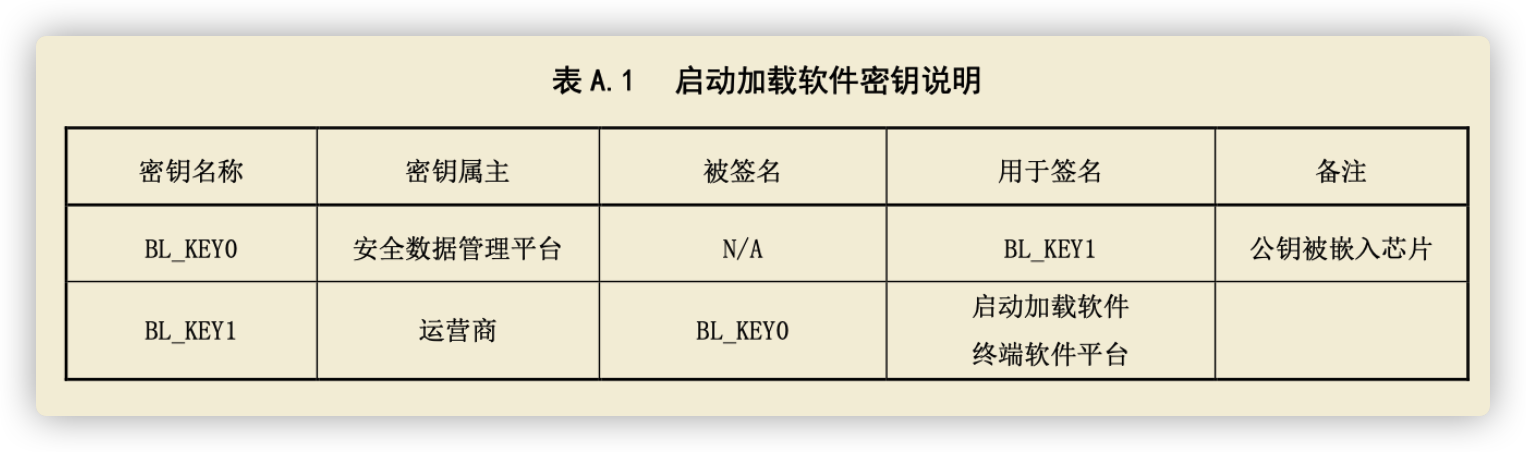 表 A.1 启动加载软件密钥说明
密钥名称 密钥属主 被签名 用于签名 备注
BL_KEY0 安全数据管理平台 N/A BL_KEY1 公钥被嵌入芯片
BL_KEY1 运营商 BL_KEY0 启动加载软件
终端软件平台